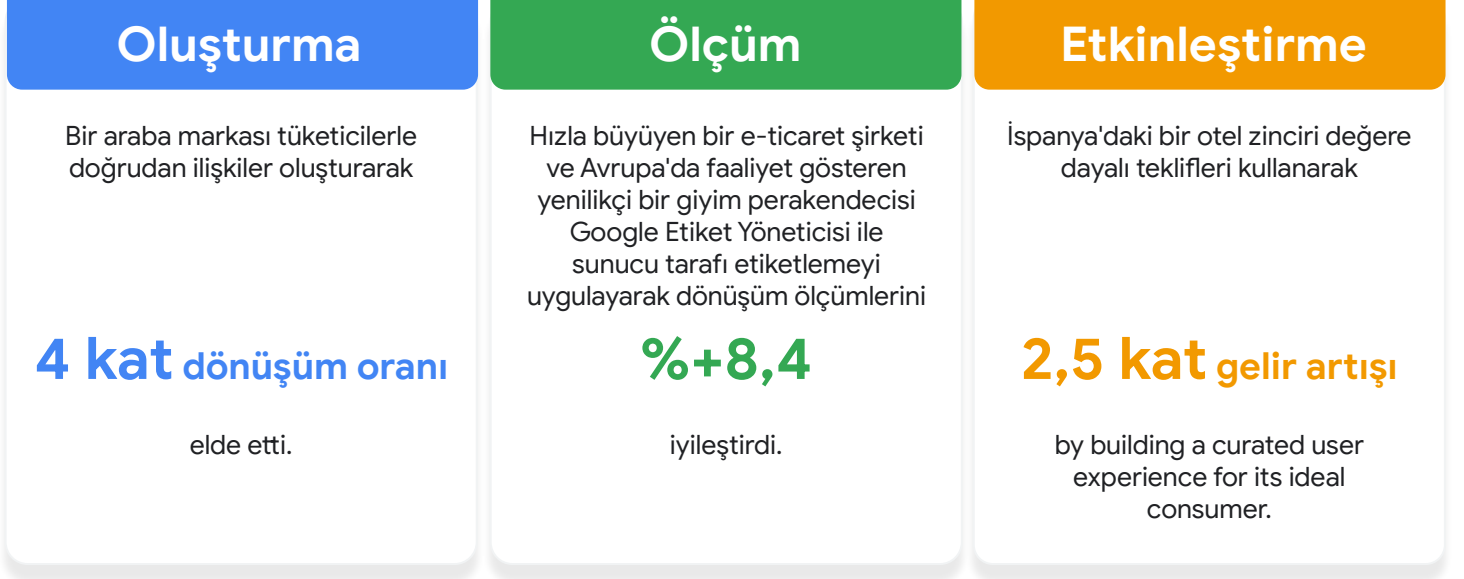 Oluşturma
Bir araba markası tüketicilerle
doğrudan ilişkiler oluşturarak
4 kat dönüşüm oranı
elde etti.
Ölçüm
Hızla büyüyen bir e-ticaret şirketi
ve Avrupa'da faaliyet gösteren
yenilikçi bir giyim perakendecisi
Google Etiket Yöneticisi ile
sunucu tarafı etiketlemeyi
uygulayarak dönüşüm ölçümlerini
%+8,4
iyileştirdi.
Etkinleştirme
İspanya'daki bir otel zinciri değere
dayalı teklifleri kullanarak
2,5 kat gelir artışı
by building a curated user
experience for its ideal
consumer.